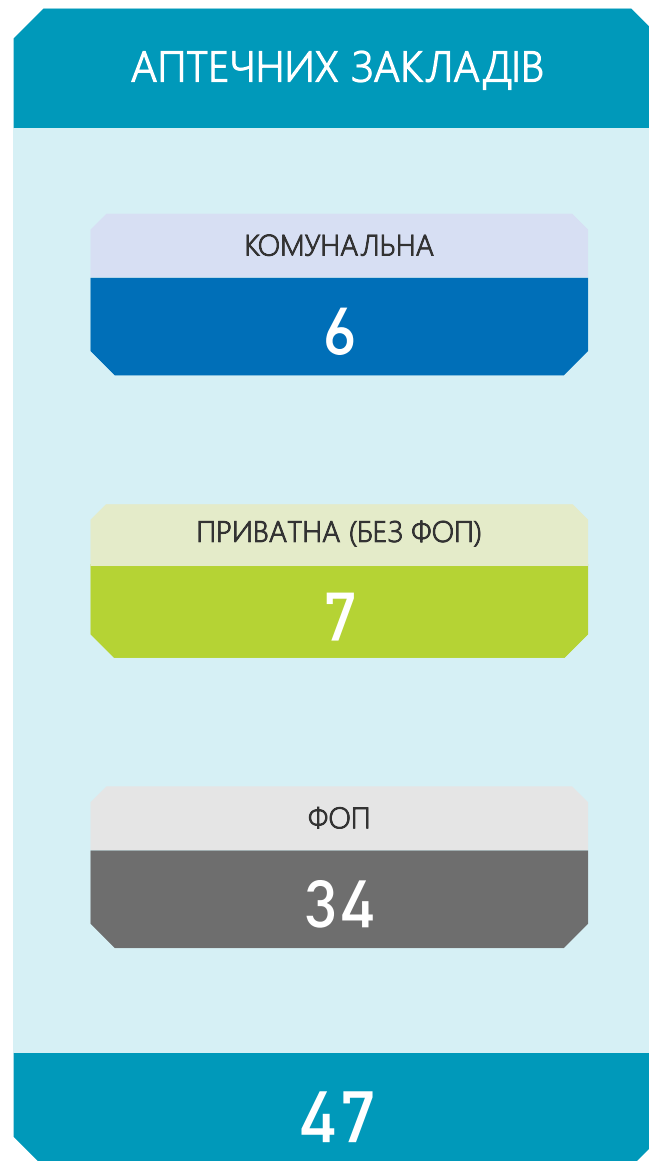 АПТЕЧНИХ ЗАКЛАДІВ
КОМУНАЛЬНА
6
ПРИВАТНА (БЕЗ ФОП)
7
ФОП
34
47